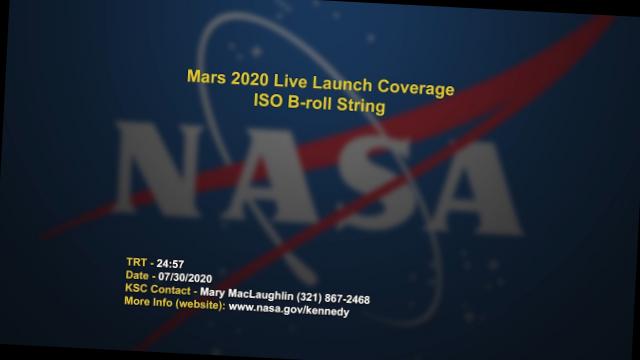 Mars 2020 Live Launch Coverage
ISO B-roll String
NASA
TRT - 24:57
Date - 07/30/2020
KSC Contact - Mary MacLaughlin (321) 867-2468
More Info (website): www.nasa.gov/kennedy